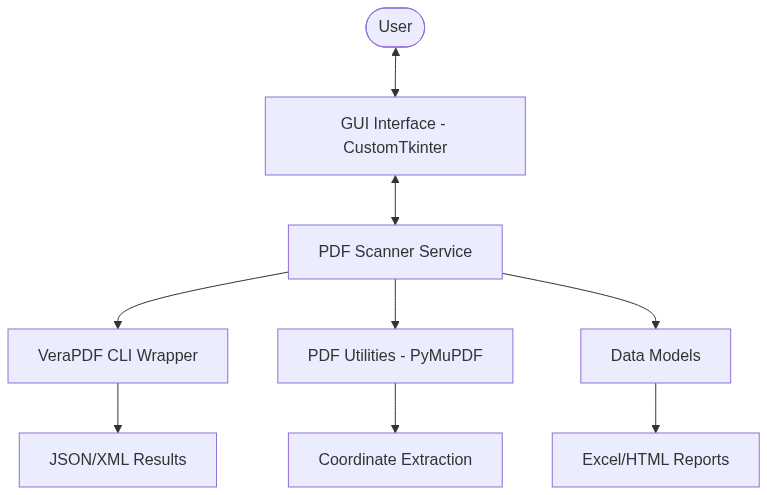 User
GUI Interface -
CustomTkinter
PDF Scanner Service
VeraPDF CLI Wrapper
PDF Utilities - PyMuPDF
Data Models
JSON/XML Results
Coordinate Extraction
Excel/HTML Reports